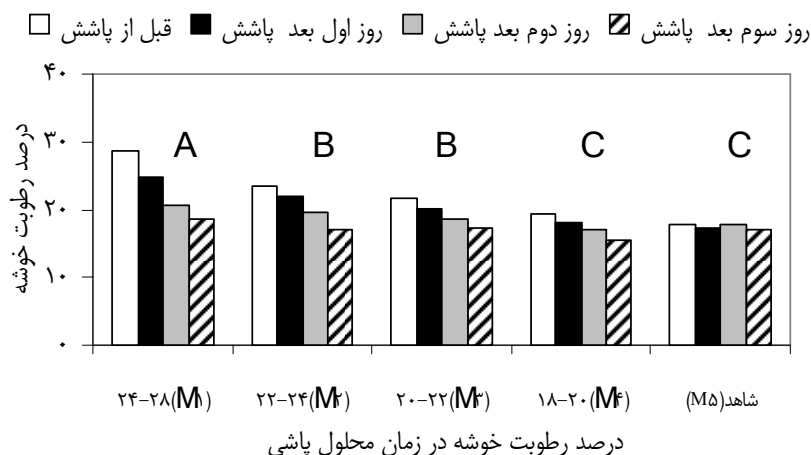 قبل از پاشش روز اول بعد پاشش روز دوم بعد پاشش روز سوم بعد پاشش
درصد رطوبت خوشه
۴۰
۳۰
۲۰
۱۰
۰
A B B C C
۲۴-۲۸(M۱) ۲۲-۲۴(M۲) ۲۰-۲۲(M۳) ۱۸-۲۰(M۴) شاهد(M۵)
درصد رطوبت خوشه در زمان محلول پاشی